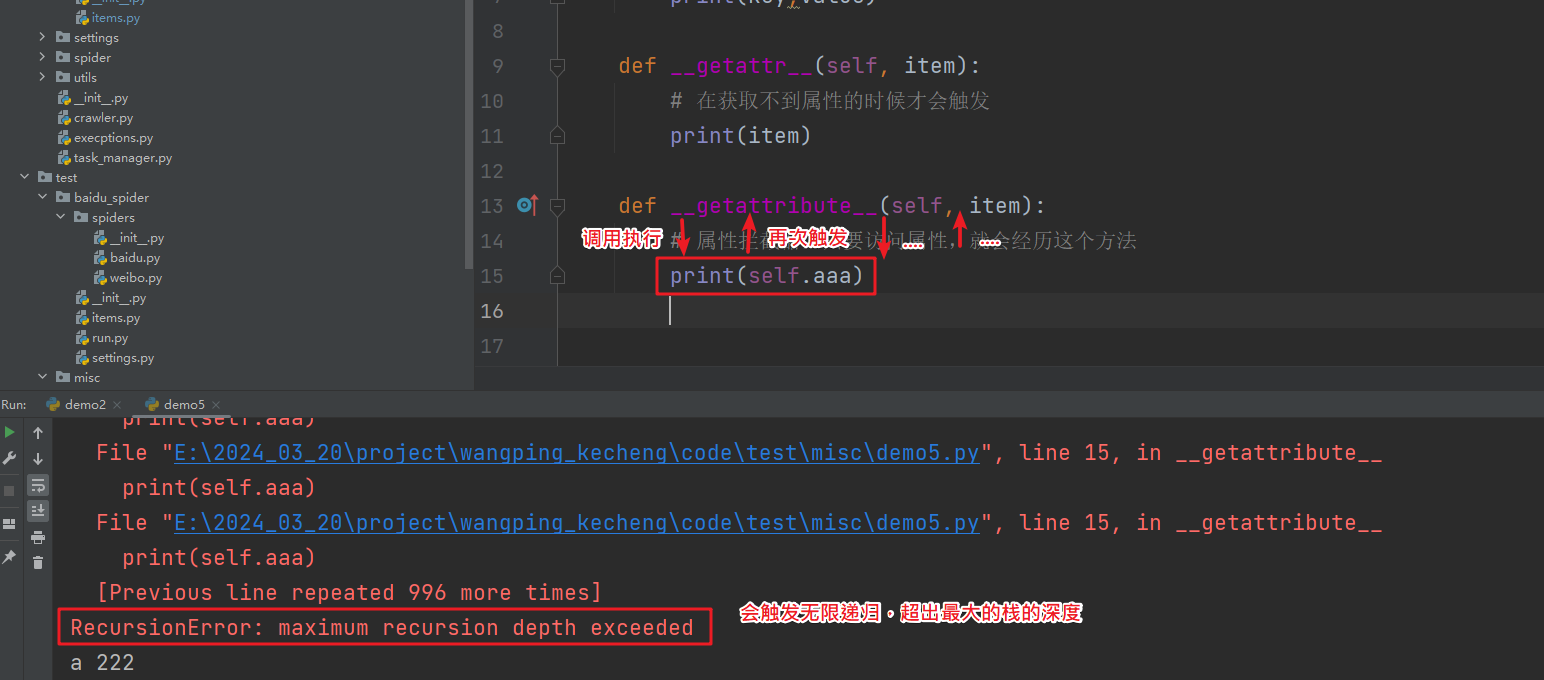 items.py
settings
spider
utils
__init__.py
crawler.py
execptions.py
task_manager.py
test
baidu_spider
spiders
__init__.py
baidu.py
weibo.py
__init__.py
items.py
run.py
settings.py
misc
8
9 def __getattr__(self, item):
10 # 在获取不到属性的时候才会触发
11 print(item)
12
13 def __getattribute__(self, item):
调用执行 再次触发 ..... .....
14 # 属性拦 要访问属性，就会经历这个方法
15 print(self.aaa)
16
17
Run: demo2 demo5
print(self.aaa)
File "E:\2024_03_20\project\wangping_kecheng\code\test\misc\demo5.py", line 15, in __getattribute__
print(self.aaa)
File "E:\2024_03_20\project\wangping_kecheng\code\test\misc\demo5.py", line 15, in __getattribute__
print(self.aaa)
[Previous line repeated 996 more times]
会触发无限递归，超出最大的栈的深度
RecursionError: maximum recursion depth exceeded
a 222